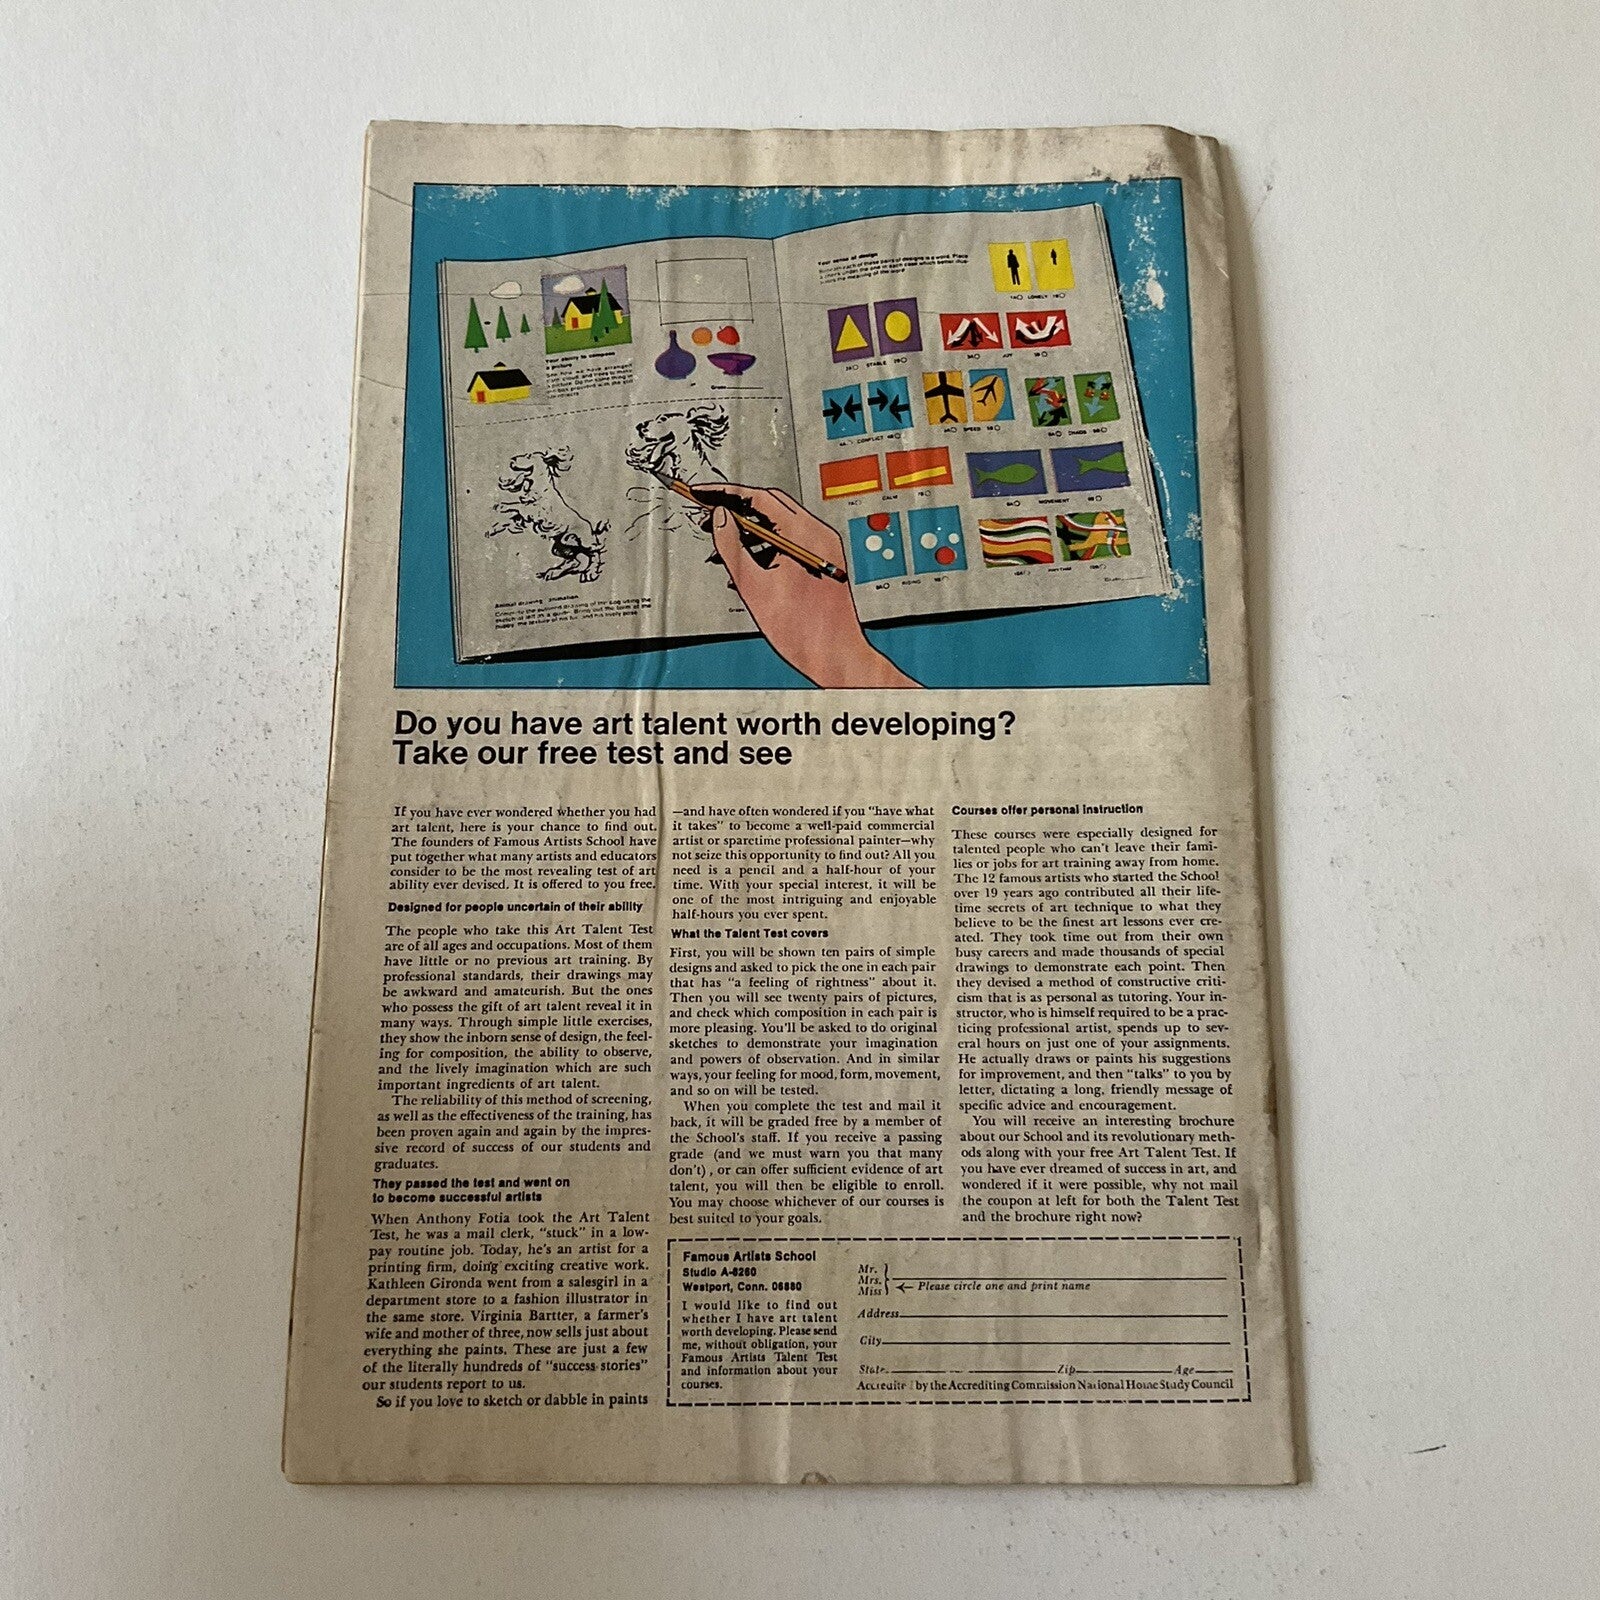 Your ability to compose
a picture
Your sense of design
LONELY
STABLE
JOY
CONFLICT
SPEED
CHAOS
CALM
MOVEMENT
RISING
RHYTHM
Animal drawing animation
Do you have art talent worth developing?
Take our free test and see
If you have ever wondered whether you had
art talent, here is your chance to find out.
The founders of Famous Artists School have
put together what many artists and educators
consider to be the most revealing test of art
ability ever devised. It is offered to you free.
Designed for people uncertain of their ability
The people who take this Art Talent Test
are of all ages and occupations. Most of them
have little or no previous art training. By
professional standards, their drawings may
be awkward and amateurish. But the ones
who possess the gift of art talent reveal it in
many ways. Through simple little exercises,
they show the inborn sense of design, the feel-
ing for composition, the ability to observe,
and the lively imagination which are such
important ingredients of art talent.
The reliability of this method of screening,
as well as the effectiveness of the training, has
been proven again and again by the impres-
sive record of success of our students and
graduates.
They passed the test and went on
to become successful artists
When Anthony Fotia took the Art Talent
Test, he was a mail clerk, "stuck" in a low-
pay routine job. Today, he's an artist for a
printing firm, doing exciting creative work.
Kathleen Gironda went from a salesgirl in a
department store to a fashion illustrator in
the same store. Virginia Bartter, a farmer's
wife and mother of three, now sells just about
everything she paints. These are just a few
of the literally hundreds of "success stories"
our students report to us.
So if you love to sketch or dabble in paints
—and have often wondered if you "have what
it takes" to become a well-paid commercial
artist or sparetime professional painter—why
not seize this opportunity to find out? All you
need is a pencil and a half-hour of your
time. With your special interest, it will be
one of the most intriguing and enjoyable
half-hours you ever spent.
What the Talent Test covers
First, you will be shown ten pairs of simple
designs and asked to pick the one in each pair
that has "a feeling of rightness" about it.
Then you will see twenty pairs of pictures,
and check which composition in each pair is
more pleasing. You'll be asked to do original
sketches to demonstrate your imagination
and powers of observation. And in similar
ways, your feeling for mood, form, movement,
and so on will be tested.
When you complete the test and mail it
back, it will be graded free by a member of
the School's staff. If you receive a passing
grade (and we must warn you that many
don't), or can offer sufficient evidence of art
talent, you will then be eligible to enroll.
You may choose whichever of our courses is
best suited to your goals.
Courses offer personal instruction
These courses were especially designed for
talented people who can't leave their fami-
lies or jobs for art training away from home.
The 12 famous artists who started the School
over 19 years ago contributed all their life-
time secrets of art technique to what they
believe to be the finest art lessons ever cre-
ated. They took time out from their own
busy careers and made thousands of special
drawings to demonstrate each point. Then
they devised a method of constructive criti-
cism that is as personal as tutoring. Your in-
structor, who is himself required to be a prac-
ticing professional artist, spends up to sev-
eral hours on just one of your assignments.
He actually draws or paints his suggestions
for improvement, and then "talks" to you by
letter, dictating a long, friendly message of
specific advice and encouragement.
You will receive an interesting brochure
about our School and its revolutionary meth-
ods along with your free Art Talent Test. If
you have ever dreamed of success in art, and
wondered if it were possible, why not mail
the coupon at left for both the Talent Test
and the brochure right now?
Famous Artists School
Studio A-6260
Westport, Conn. 06880
I would like to find out
whether I have art talent
worth developing. Please send
me, without obligation, your
Famous Artists Talent Test
and information about your
courses.
Mr.
Mrs.
Miss ← Please circle one and print name
Address
City
State Zip Age
by the Accrediting Commission National Home Study Council